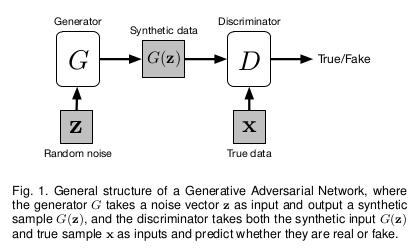 Generator
Synthetic data
Discriminator
G
G(z)
D
True/Fake
z
x
Random noise
True data
Fig. 1. General structure of a Generative Adversarial Network, where
the generator G takes a noise vector z as input and output a synthetic
sample G(z), and the discriminator takes both the synthetic input G(z)
and true sample x as inputs and predict whether they are real or fake.